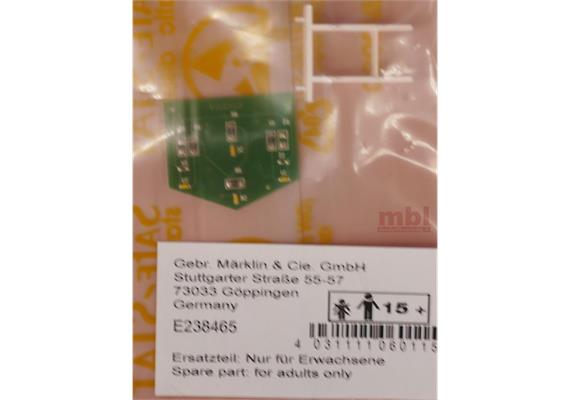 mbl
Gebr. Märklin & Cie. GmbH
Stuttgarter Straße 55-57
73033 Göppingen
Germany
15 +
E238465
4 031111 060115
Ersatzteil: Nur für Erwachsene
Spare part: for adults only